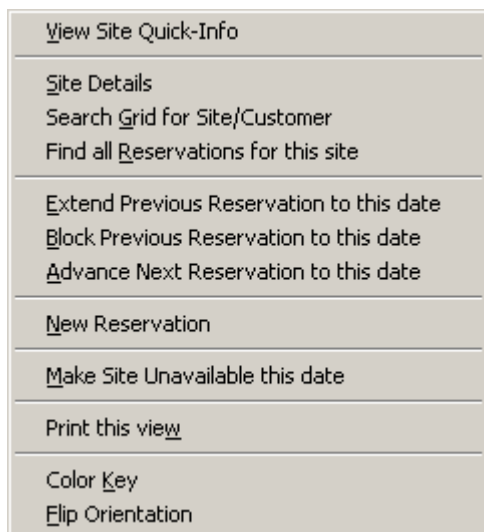 View Site Quick-Info
Site Details
Search Grid for Site/Customer
Find all Reservations for this site
Extend Previous Reservation to this date
Block Previous Reservation to this date
Advance Next Reservation to this date
New Reservation
Make Site Unavailable this date
Print this view
Color Key
Flip Orientation